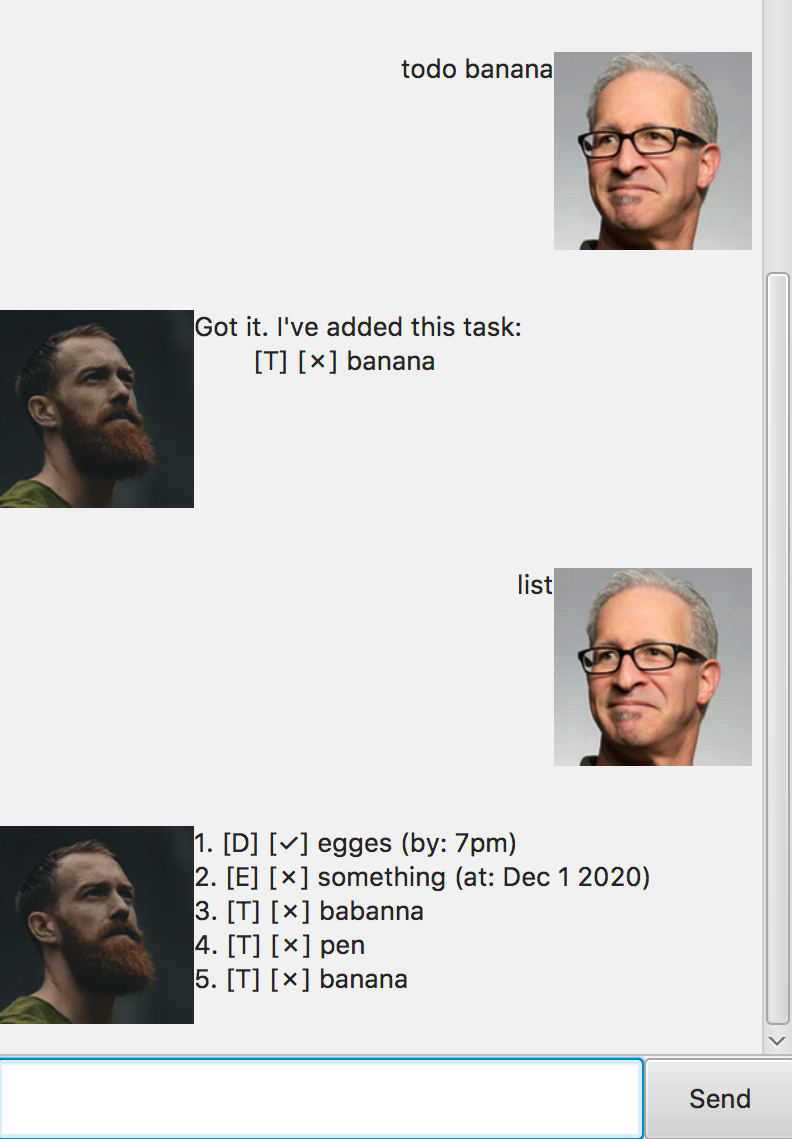 todo banana
Got it. I've added this task:
[T] [×] banana
list
1. [D] [✓] egges (by: 7pm)
2. [E] [×] something (at: Dec 1 2020)
3. [T] [×] babanna
4. [T] [×] pen
5. [T] [×] banana
Send